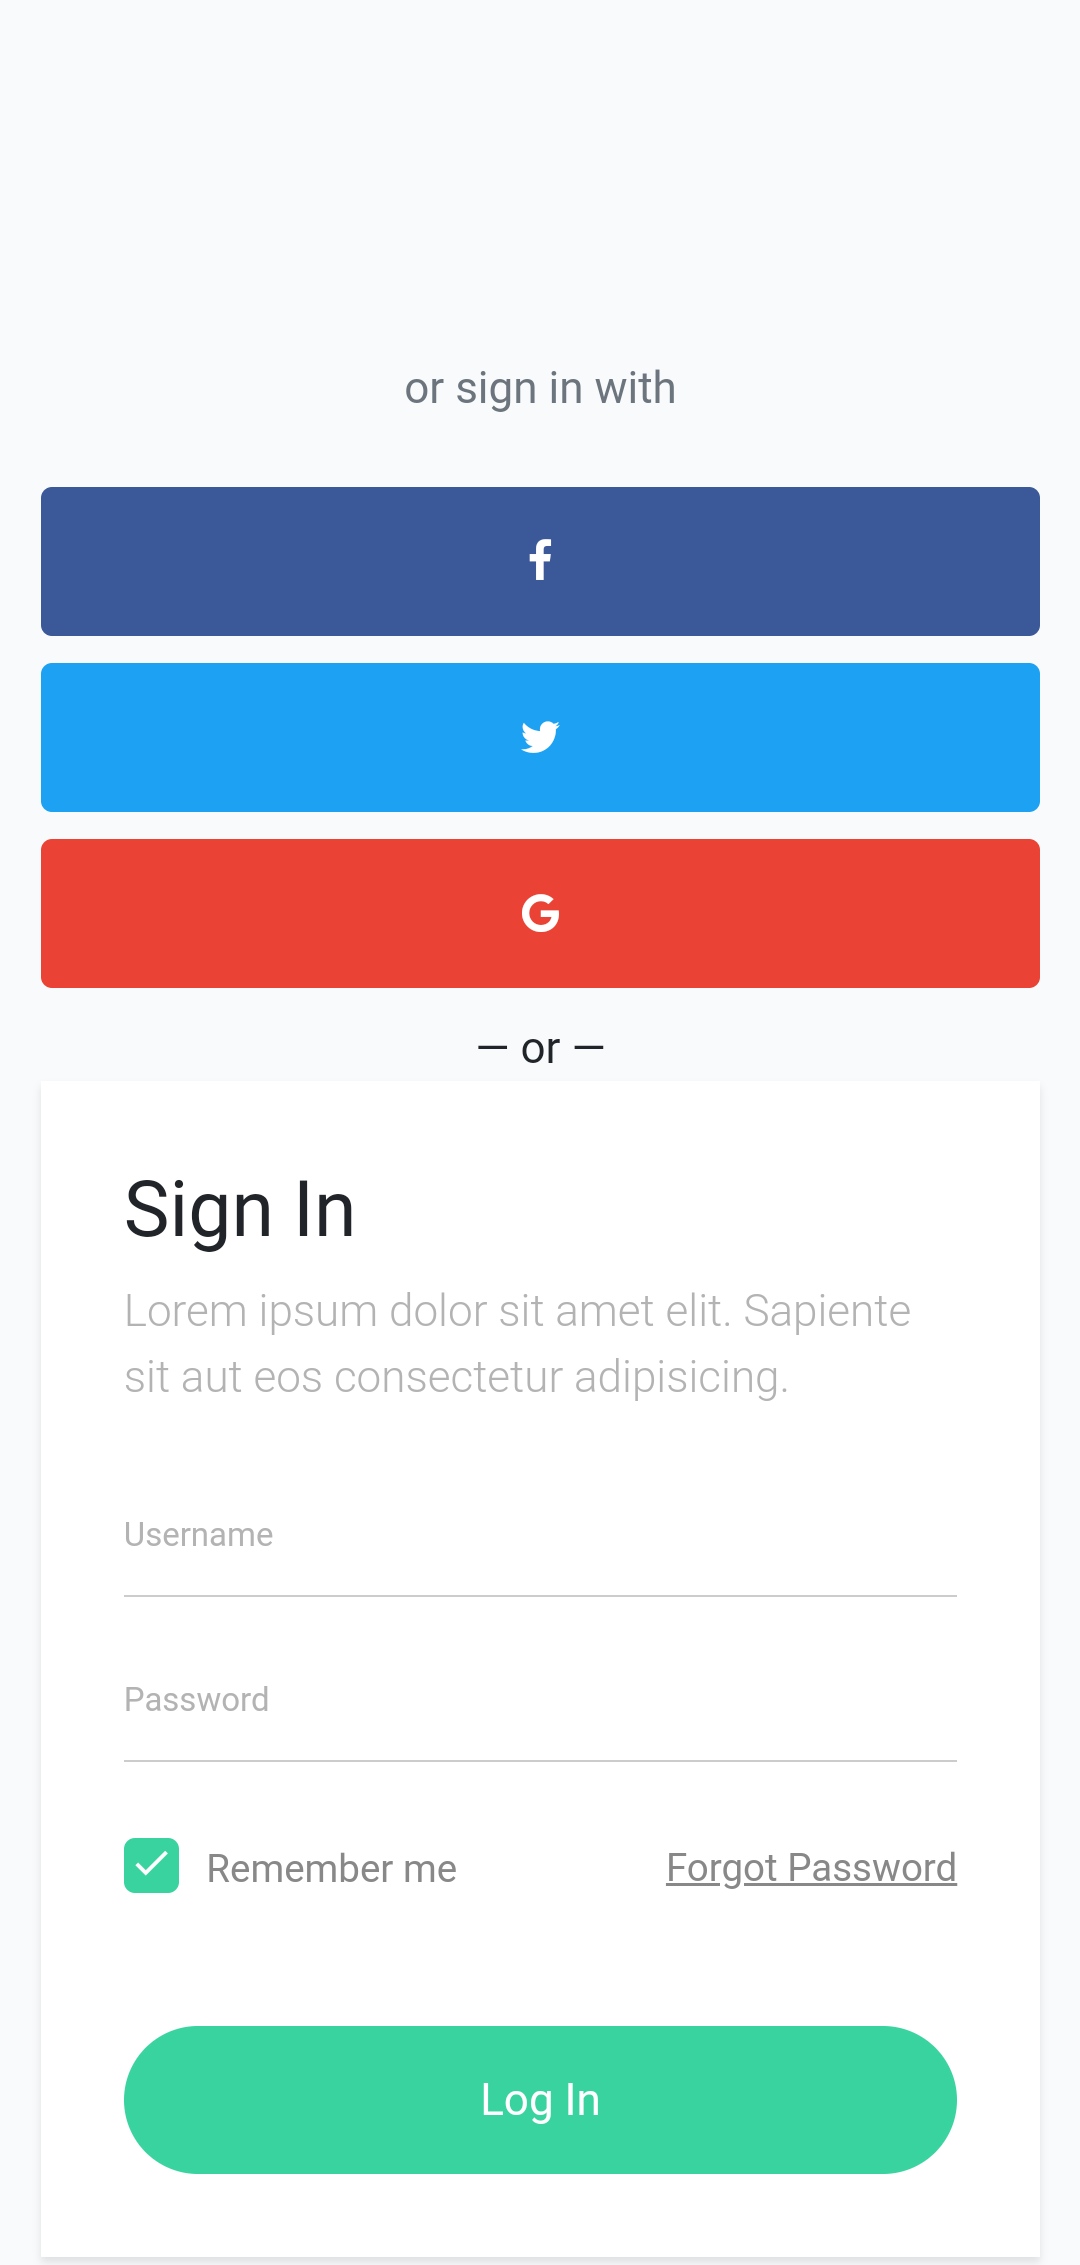 or sign in with
— or —
Sign In
Lorem ipsum dolor sit amet elit. Sapiente
sit aut eos consectetur adipisicing.
Username
Password
Remember me
Forgot Password
Log In